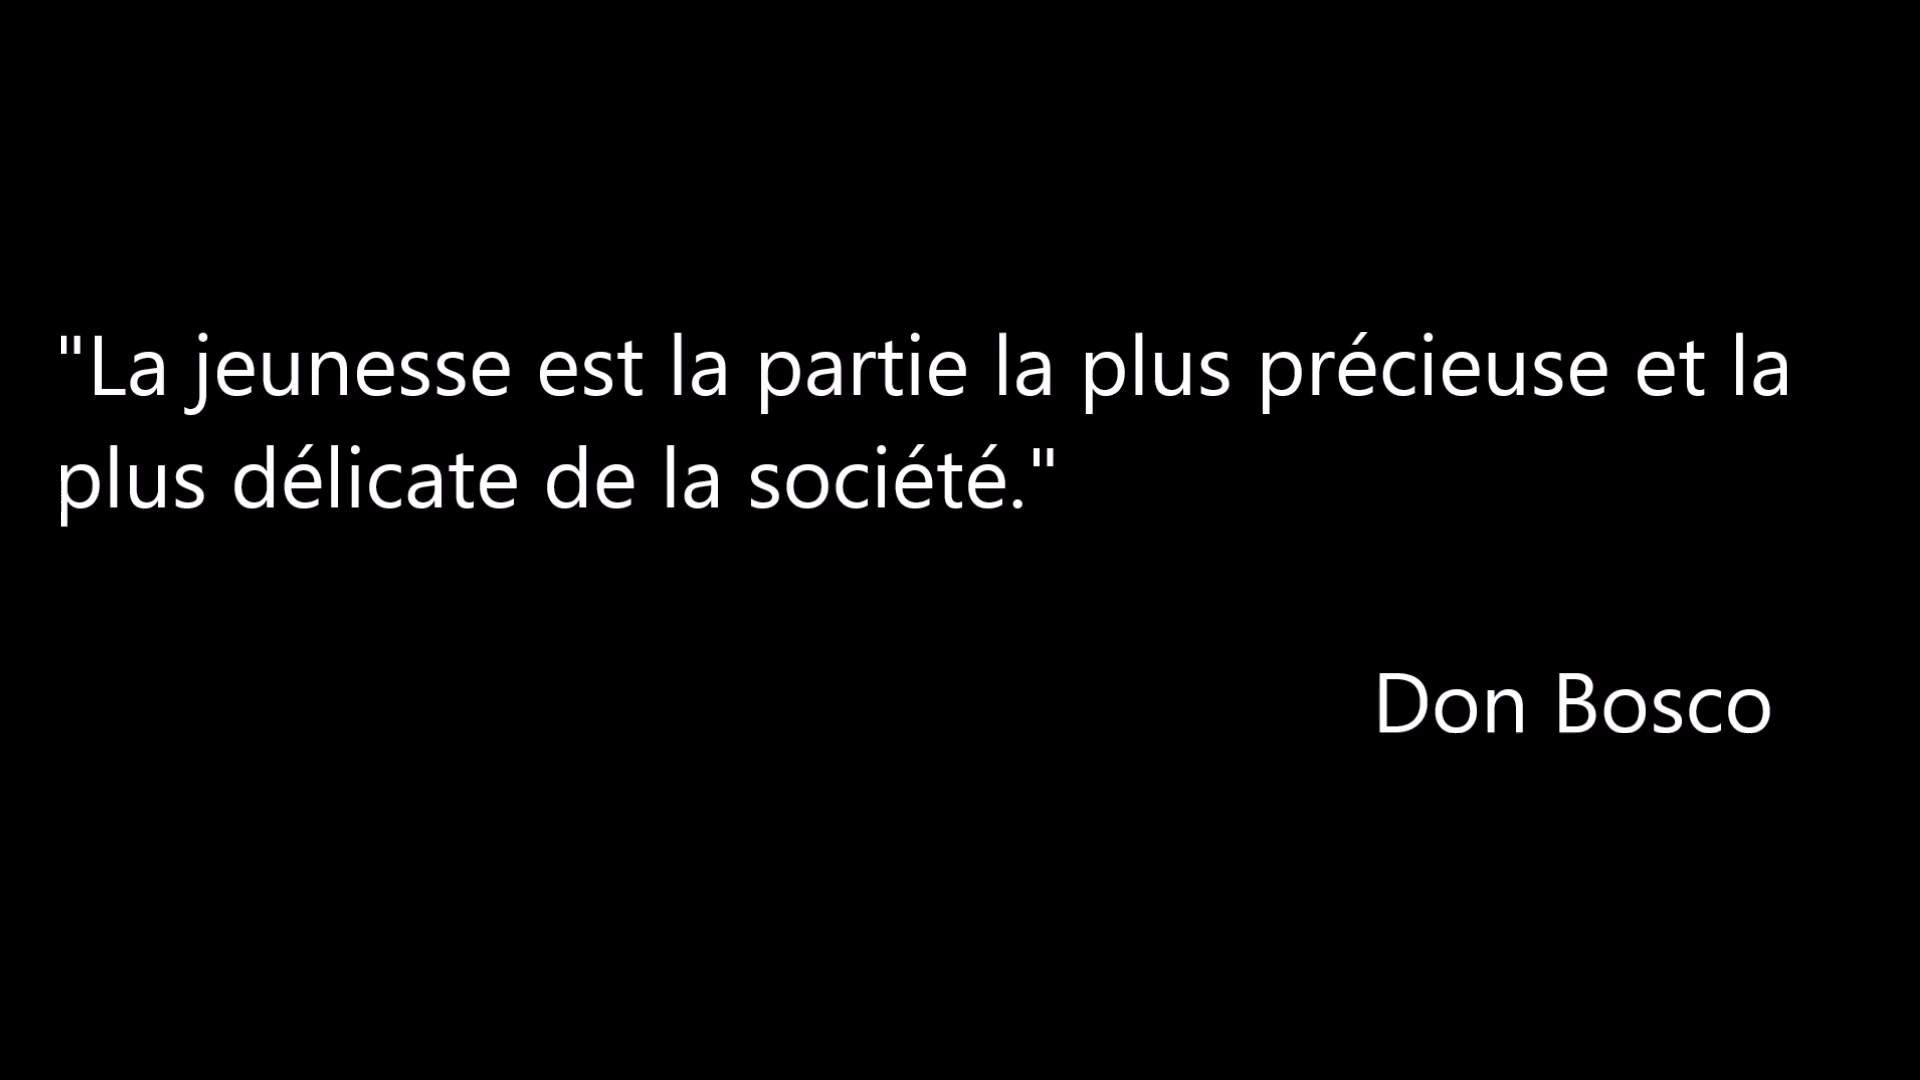 "La jeunesse est la partie la plus précieuse et la
plus délicate de la société."
Don Bosco